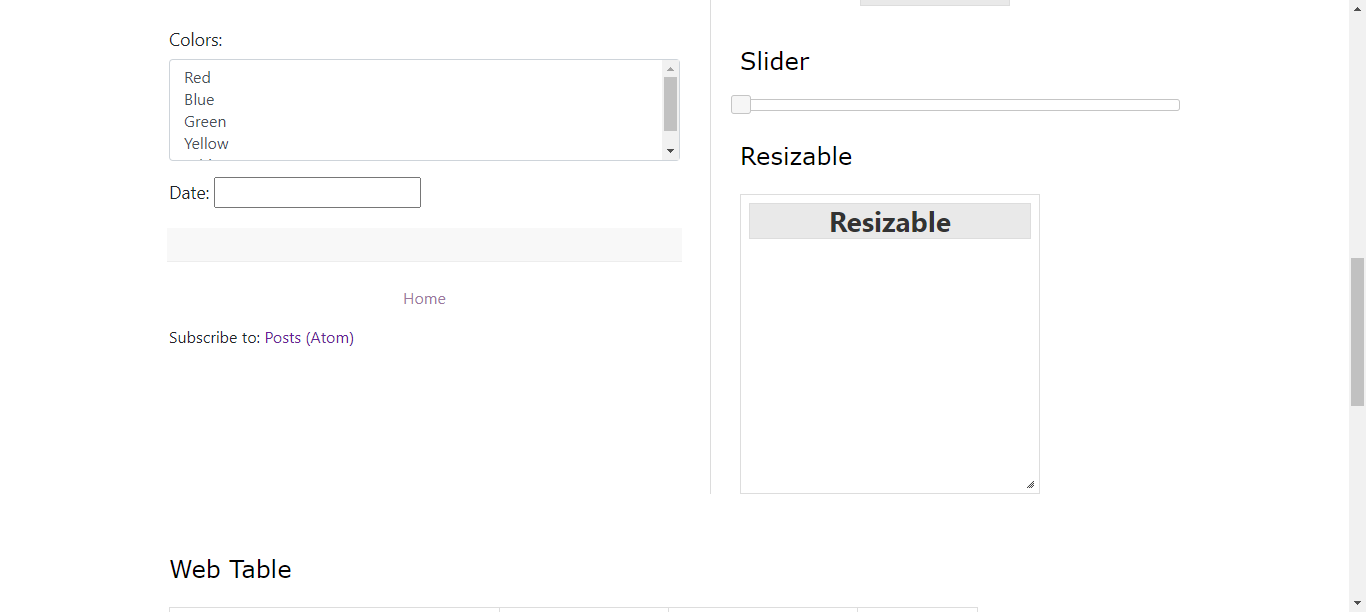 Colors:
Red
Blue
Green
Yellow
Date:
Home
Subscribe to: Posts (Atom)
Slider
Resizable
Resizable
Web Table